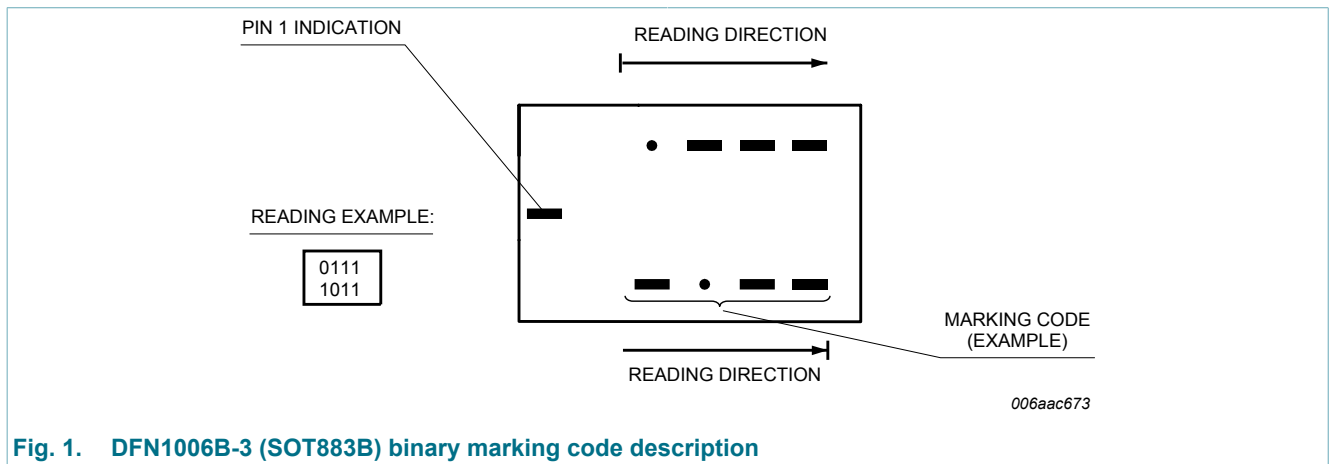 PIN 1 INDICATION
READING DIRECTION
READING EXAMPLE:
0111
1011
MARKING CODE
(EXAMPLE)
READING DIRECTION
006aac673
Fig. 1. DFN1006B-3 (SOT883B) binary marking code description